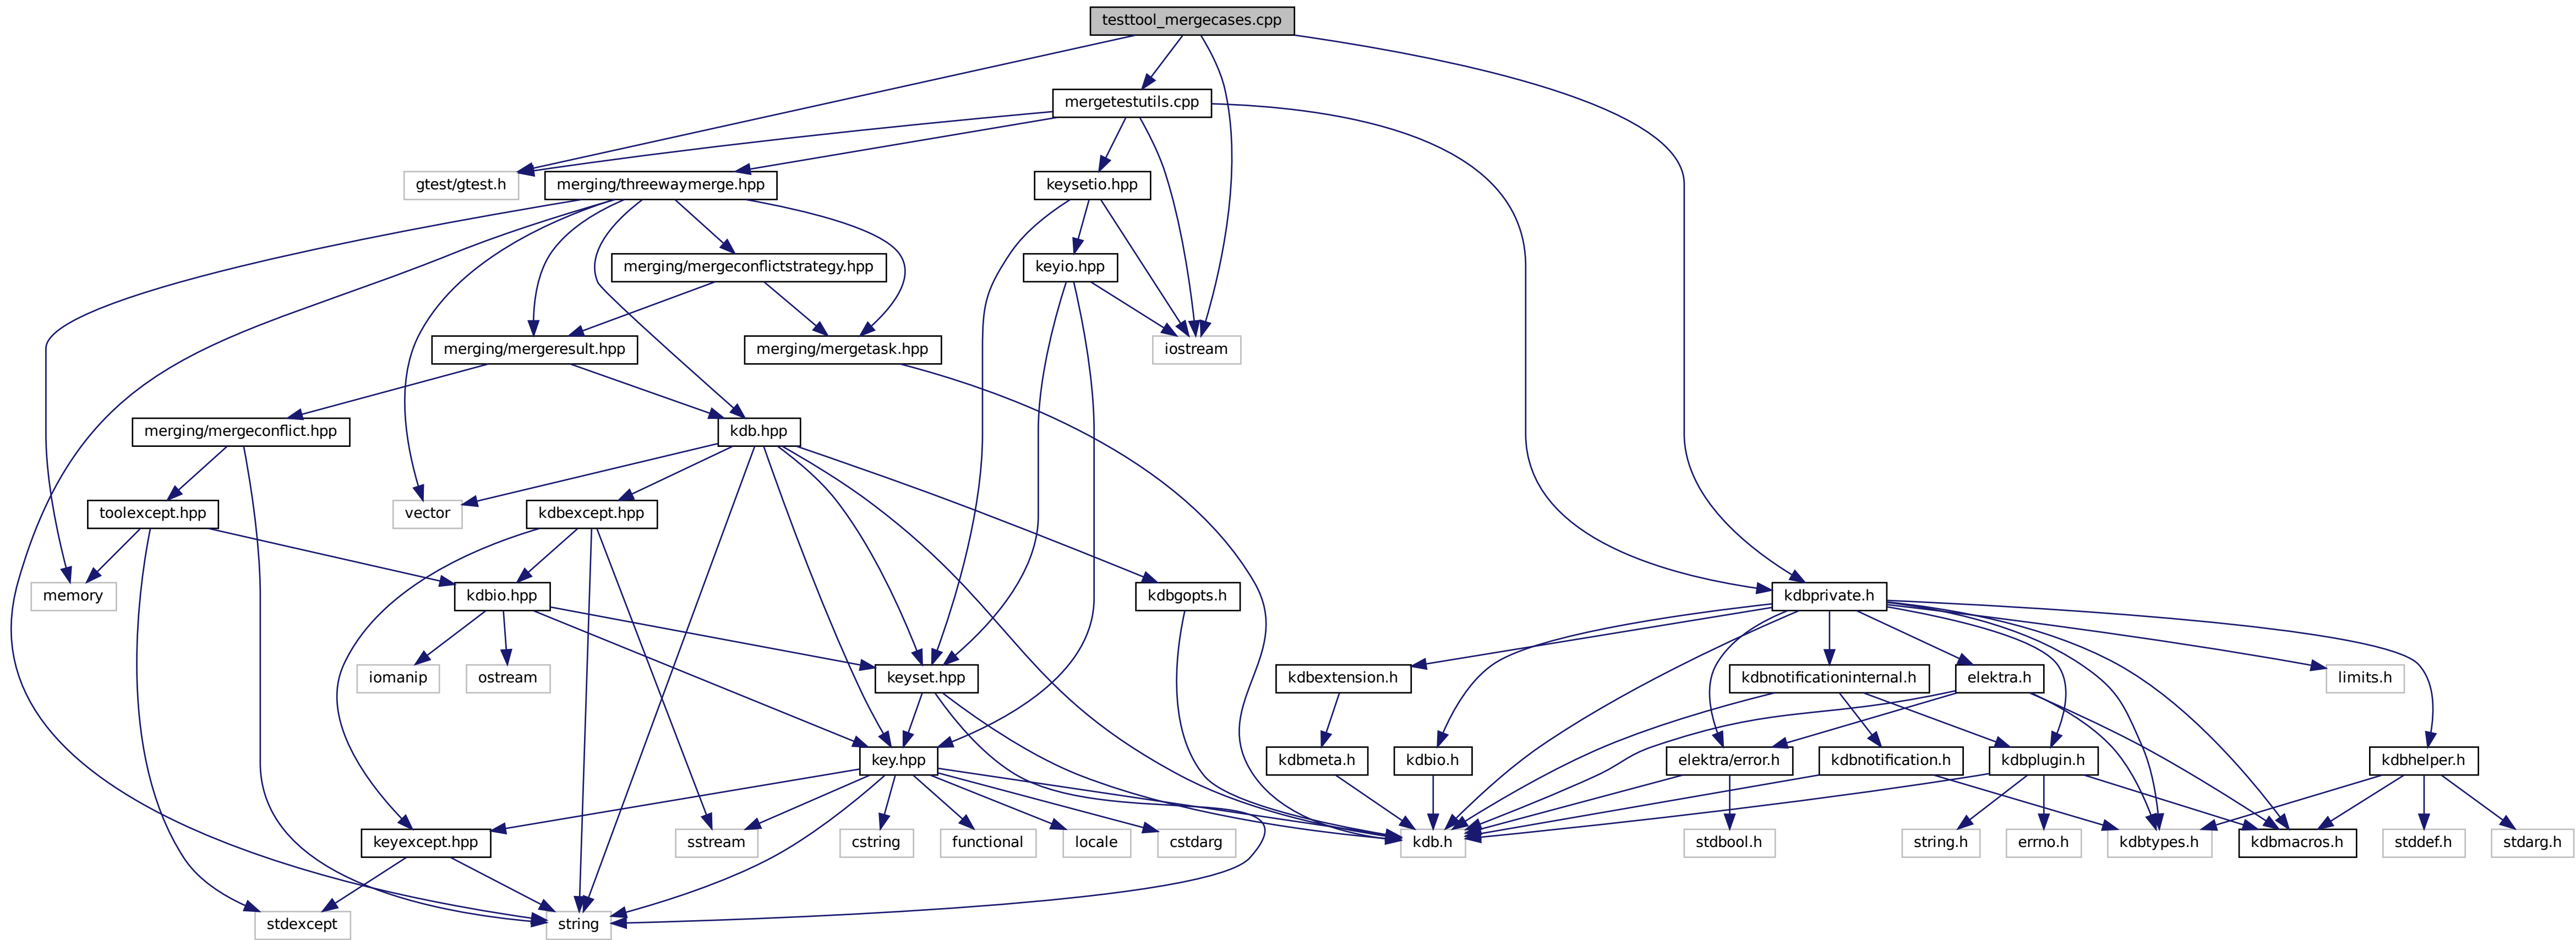 testtool_mergecases.cpp
mergetestutils.cpp
gtest/gtest.h
merging/threewaymerge.hpp
keysetio.hpp
merging/mergeconflictstrategy.hpp
keyio.hpp
merging/mergeresult.hpp
merging/mergetask.hpp
iostream
merging/mergeconflict.hpp
kdb.hpp
toolexcept.hpp
vector
kdbexcept.hpp
memory
kdbio.hpp
kdbgopts.h
kdbprivate.h
iomanip
ostream
keyset.hpp
kdbextension.h
kdbnotificationinternal.h
elektra.h
limits.h
key.hpp
kdbmeta.h
kdbio.h
elektra/error.h
kdbnotification.h
kdbplugin.h
kdbhelper.h
keyexcept.hpp
sstream
cstring
functional
locale
cstdarg
kdb.h
stdbool.h
string.h
errno.h
kdbtypes.h
kdbmacros.h
stddef.h
stdarg.h
stdexcept
string